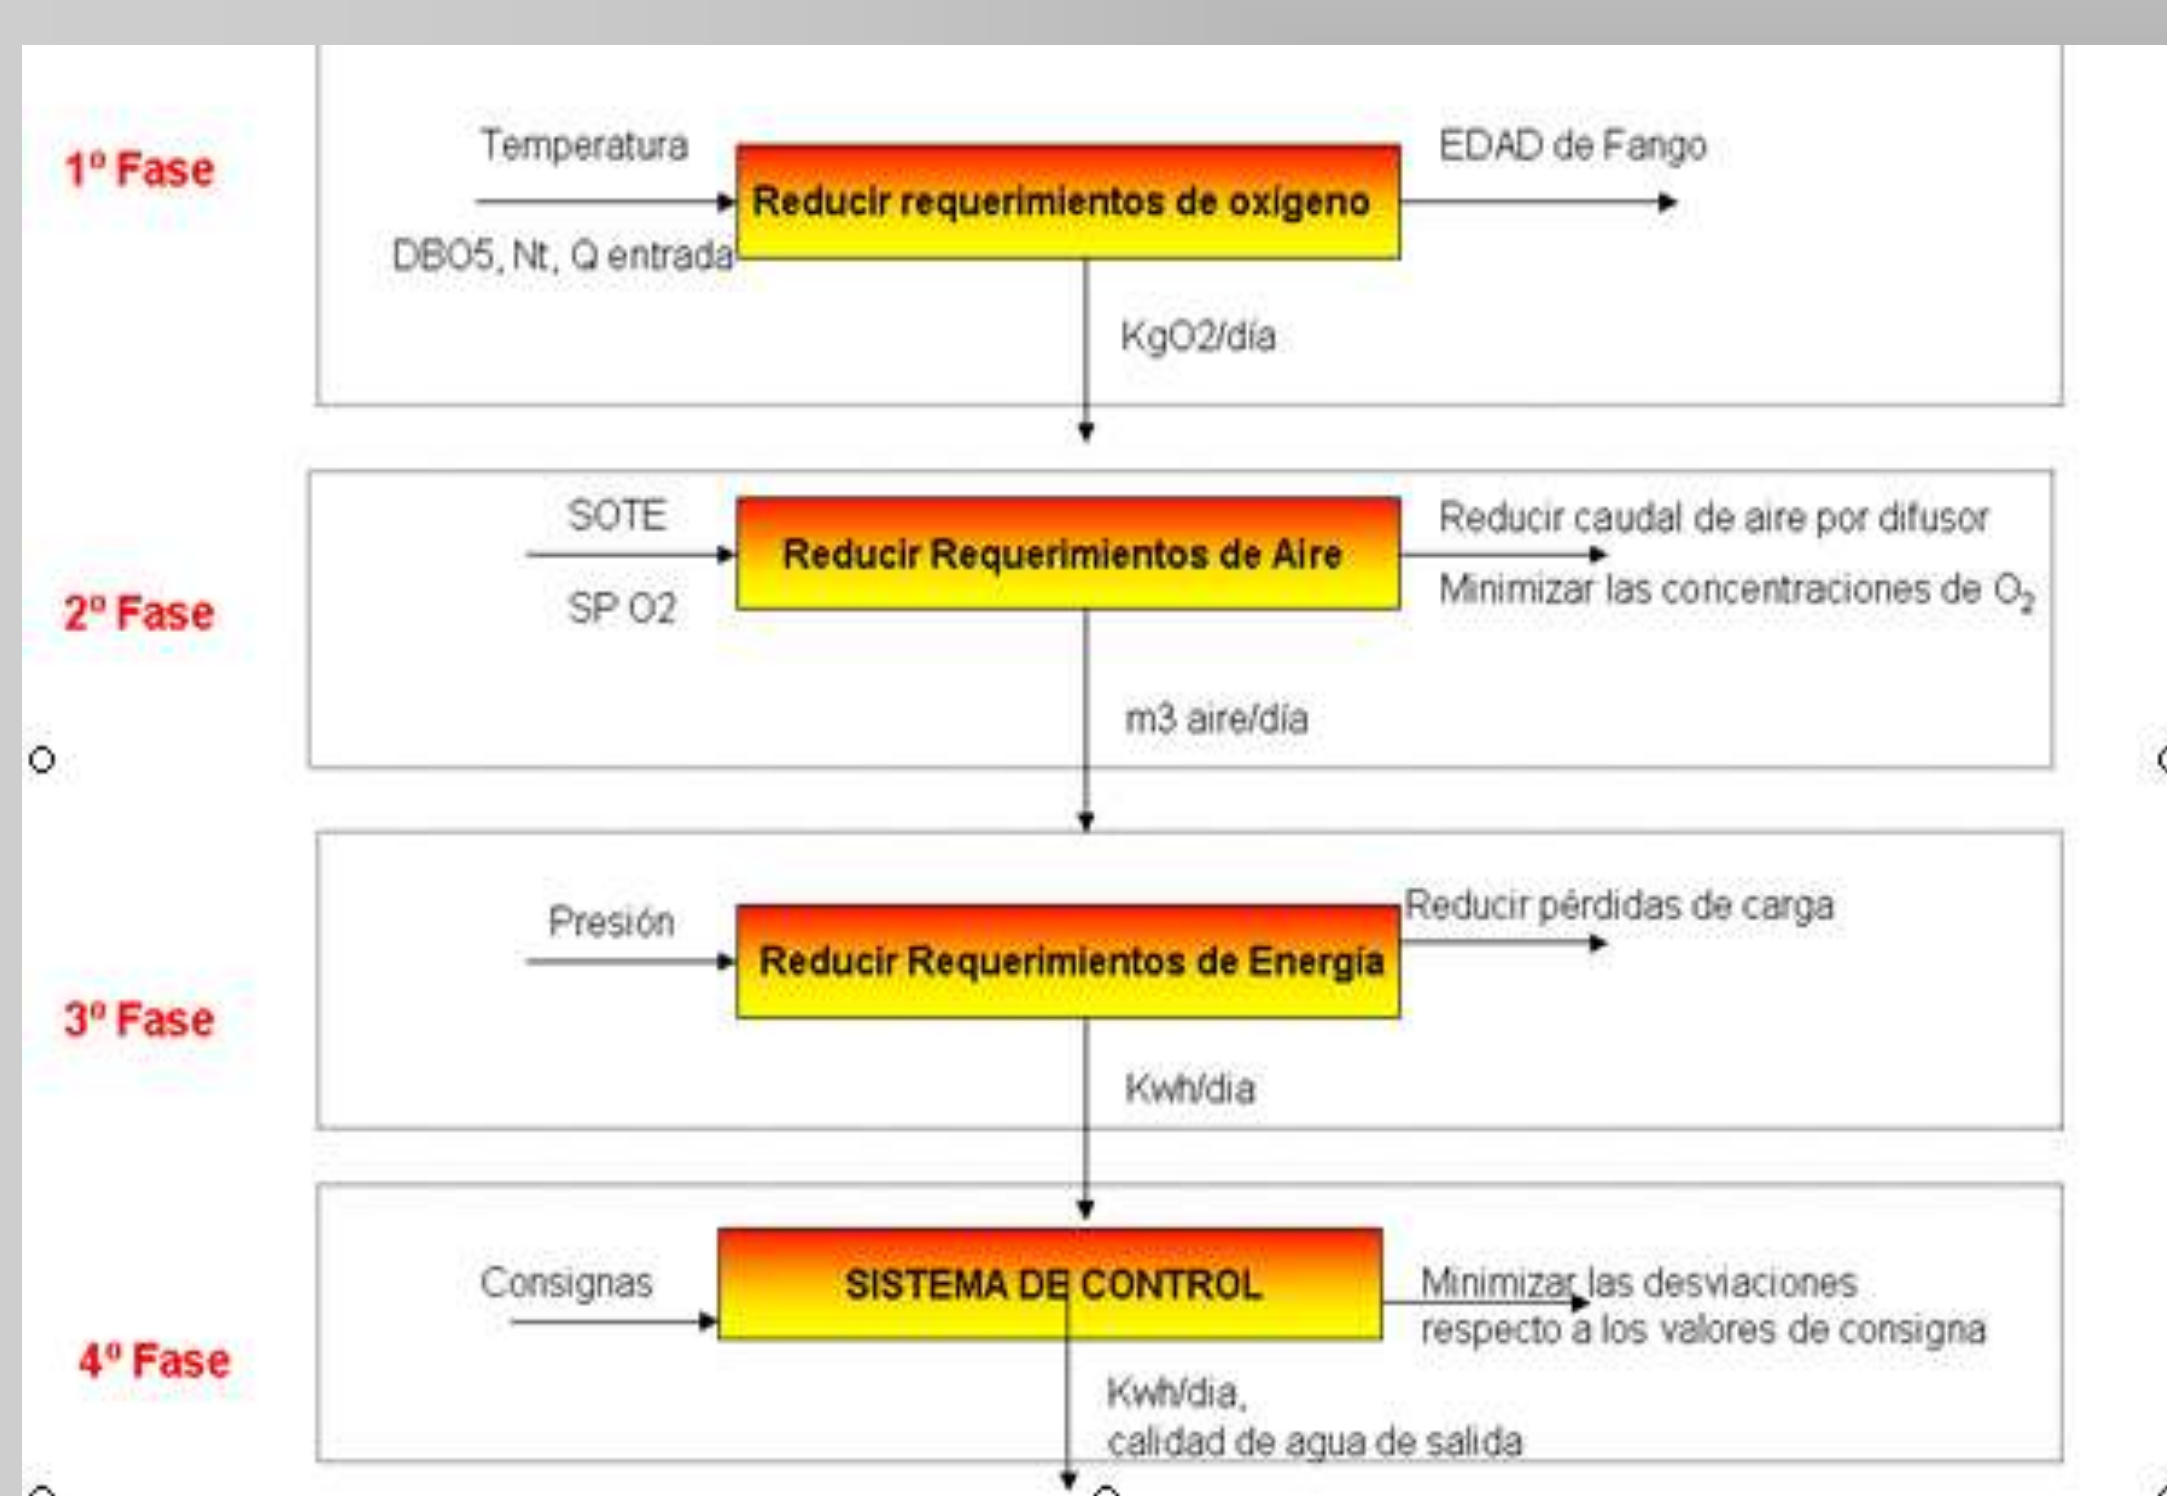 1º Fase
Temperatura
DBO5, Nt, Q entrada
Reducir requerimientos de oxígeno
EDAD de Fango
KgO2/día
2º Fase
SOTE
SP O2
Reducir Requerimientos de Aire
Reducir caudal de aire por difusor
Minimizar las concentraciones de O₂
m3 aire/día
3º Fase
Presión
Reducir Requerimientos de Energía
Reducir pérdidas de carga
Kwh/dia
4º Fase
Consignas
SISTEMA DE CONTROL
Minimizar las desviaciones
respecto a los valores de consigna
Kwh/dia,
calidad de agua de salida